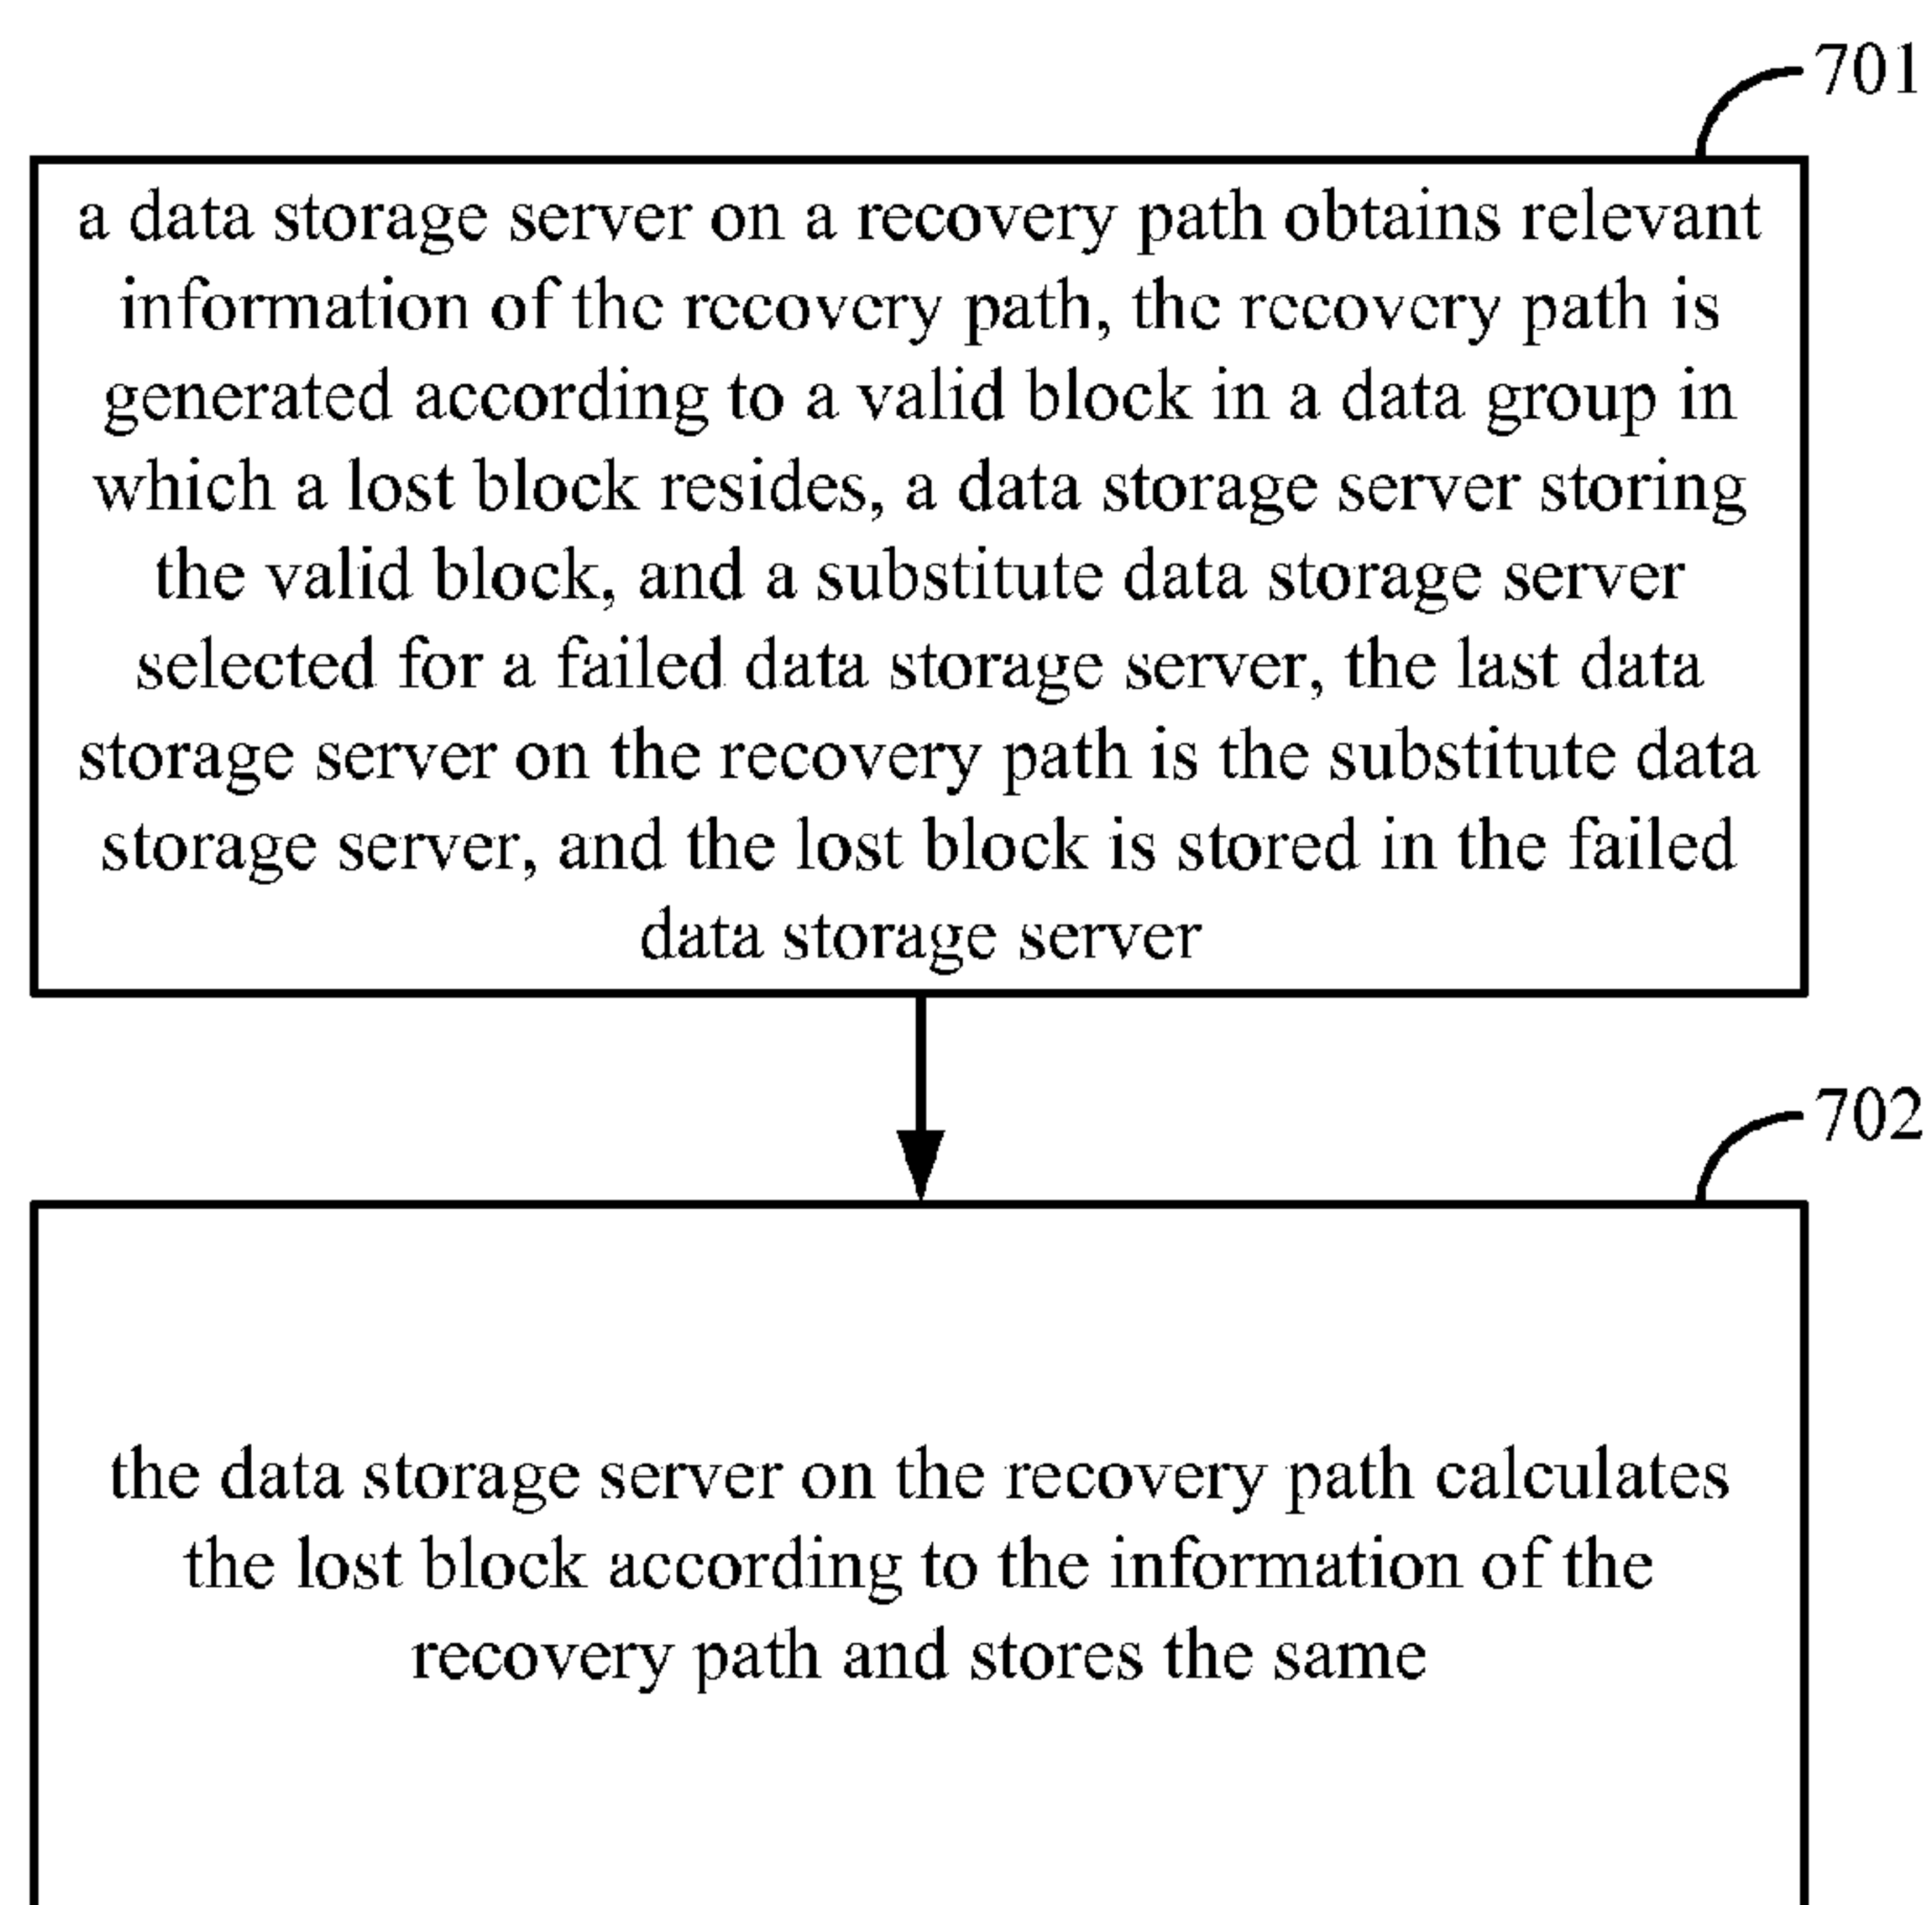 701
a data storage server on a recovery path obtains relevant
information of the recovery path, the recovery path is
generated according to a valid block in a data group in
which a lost block resides, a data storage server storing
the valid block, and a substitute data storage server
selected for a failed data storage server, the last data
storage server on the recovery path is the substitute data
storage server, and the lost block is stored in the failed
data storage server
702
the data storage server on the recovery path calculates
the lost block according to the information of the
recovery path and stores the same